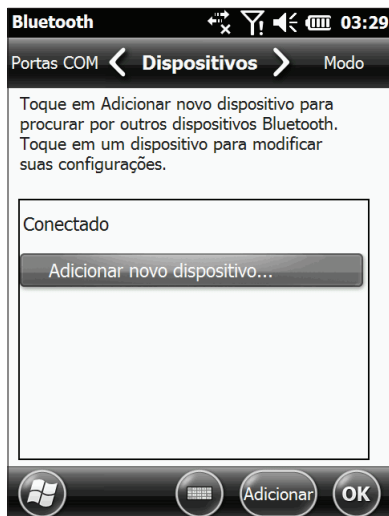 Bluetooth 03:29
Portas COM Dispositivos Modo
Toque em Adicionar novo dispositivo para
procurar por outros dispositivos Bluetooth.
Toque em um dispositivo para modificar
suas configurações.
Conectado
Adicionar novo dispositivo...
Adicionar OK